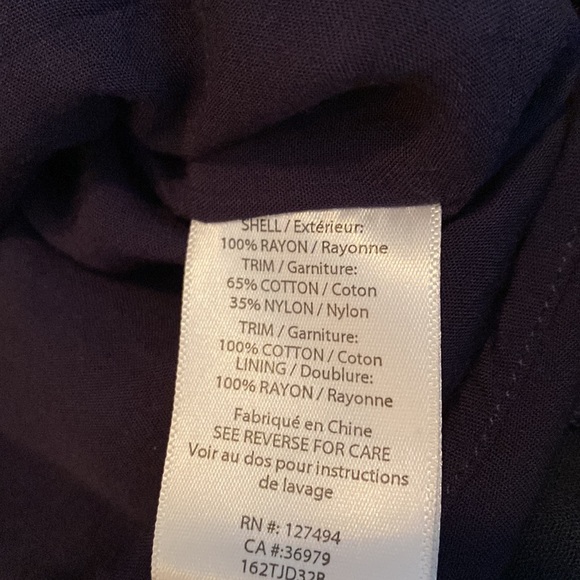 SHELL / Extérieur:
100% RAYON / Rayonne
TRIM / Garniture:
65% COTTON / Coton
35% NYLON / Nylon
TRIM / Garniture:
100% COTTON / Coton
LINING / Doublure:
100% RAYON / Rayonne
Fabriqué en Chine
SEE REVERSE FOR CARE
Voir au dos pour instructions
de lavage
RN #: 127494
CA #:36979
162TJD32R